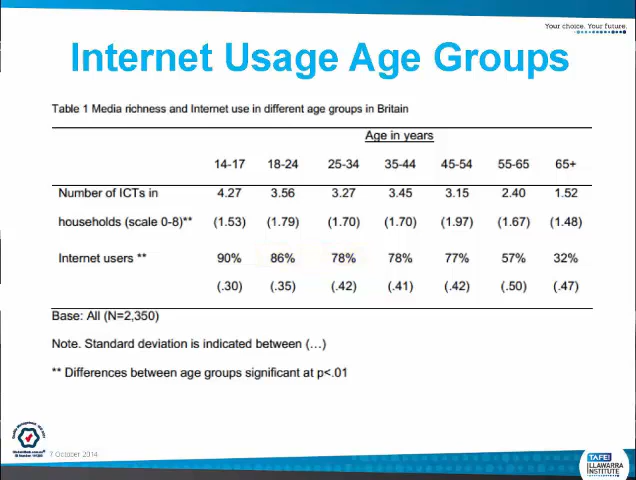 Your choice. Your future.
Internet Usage Age Groups
Table 1 Media richness and Internet use in different age groups in Britain
Age in years
14-17 18-24 25-34 35-44 45-54 55-65 65+
Number of ICTs in 4.27 3.56 3.27 3.45 3.15 2.40 1.52
households (scale 0-8)** (1.53) (1.79) (1.70) (1.70) (1.97) (1.67) (1.48)
Internet users ** 90% 86% 78% 78% 77% 57% 32%
(.30) (.35) (.42) (.41) (.42) (.50) (.47)
Base: All (N=2,350)
Note. Standard deviation is indicated between (…)
** Differences between age groups significant at p<.01
7 October 2014
TAFE
ILLAWARRA
INSTITUTE